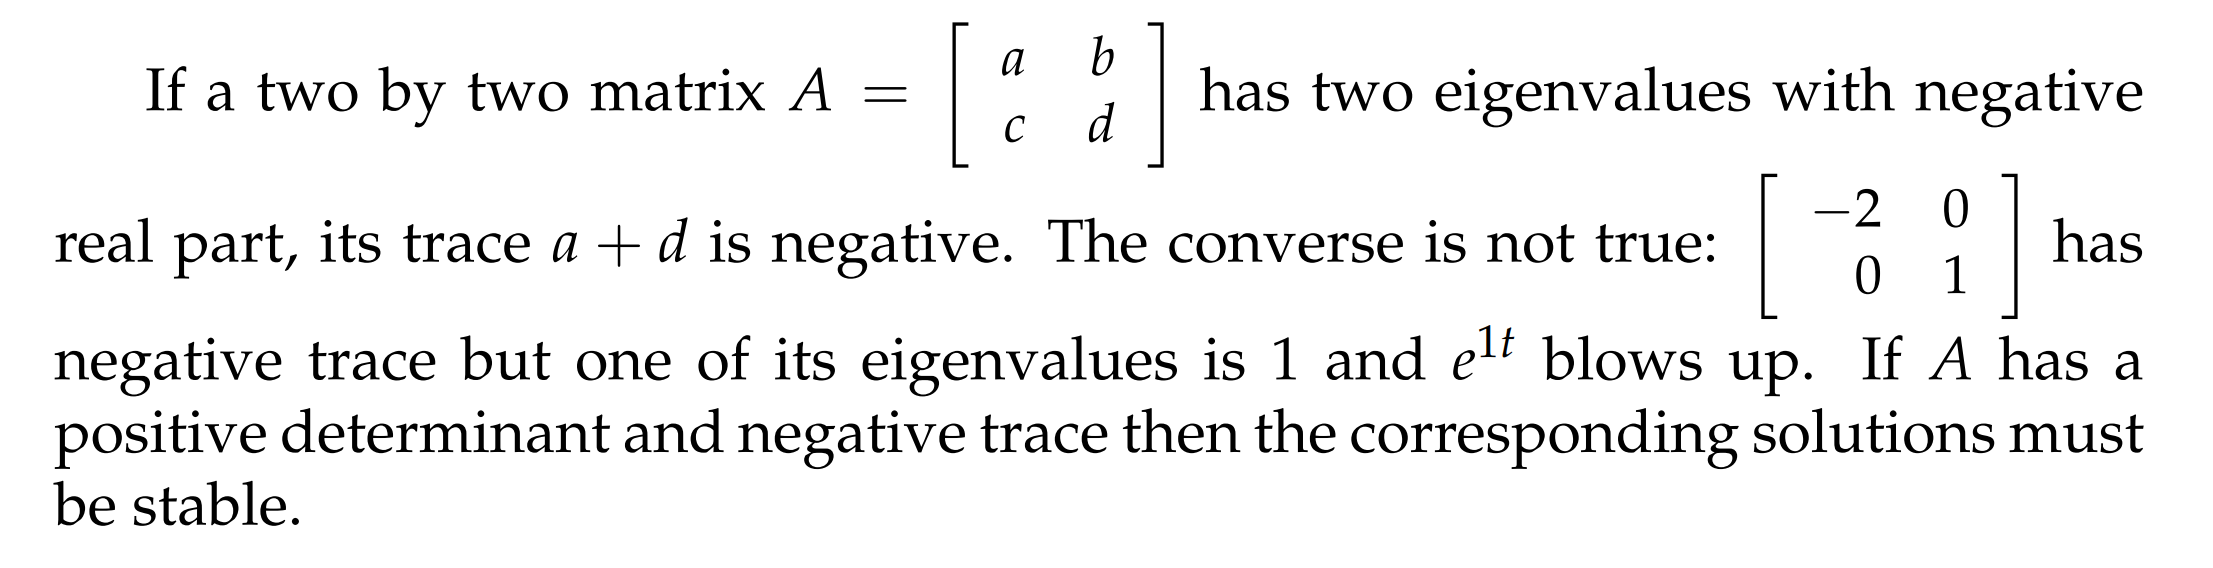 If a two by two matrix A = [ a b ; c d ] has two eigenvalues with negative
real part, its trace a + d is negative. The converse is not true: [ −2 0 ; 0 1 ] has
negative trace but one of its eigenvalues is 1 and e^{1t} blows up. If A has a
positive determinant and negative trace then the corresponding solutions must
be stable.